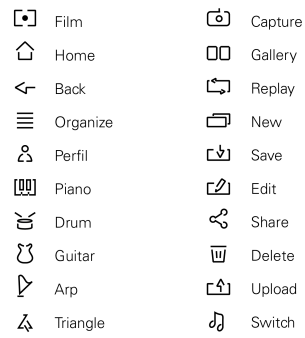 Film
Capture
Home
Gallery
Back
Replay
Organize
New
Perfil
Save
Piano
Edit
Drum
Share
Guitar
Delete
Arp
Upload
Triangle
Switch